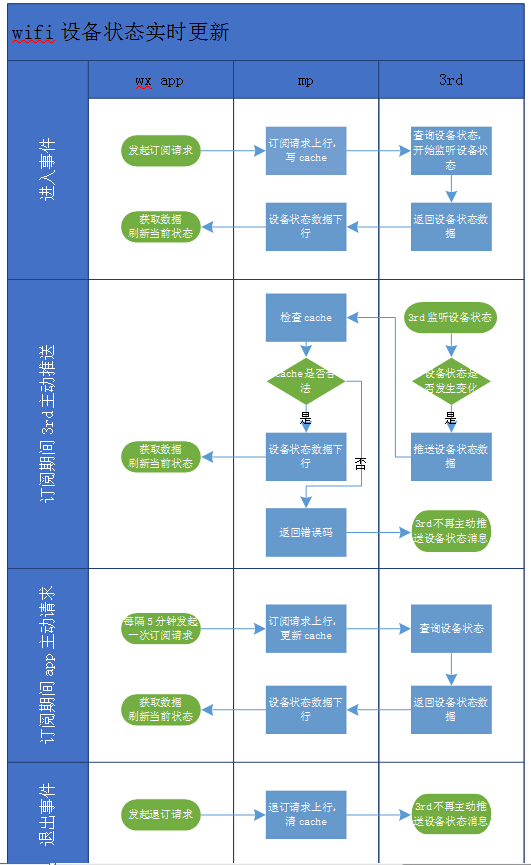 wifi 设备状态实时更新
wx app
mp
3rd
进入事件
发起订阅请求
订阅请求上行,
写 cache
查询设备状态,
开始监听设备状
态
获取数据
刷新当前状态
设备状态数据下
行
返回设备状态数
据
订阅期间 3rd 主动推送
检查 cache
3rd 监听设备状态
cache 是否合
法
设备状态是
否发生变化
是
是
获取数据
刷新当前状态
设备状态数据下
行
推送设备状态数
据
否
返回错误码
3rd 不再主动推
送设备状态消息
订阅期间 app 主动请求
每隔 5 分钟发起
一次订阅请求
订阅请求上行,
更新 cache
查询设备状态
获取数据
刷新当前状态
设备状态数据下
行
返回设备状态数
据
退出事件
发起退订请求
退订请求上行,
清 cache
3rd 不再主动推
送设备状态消息